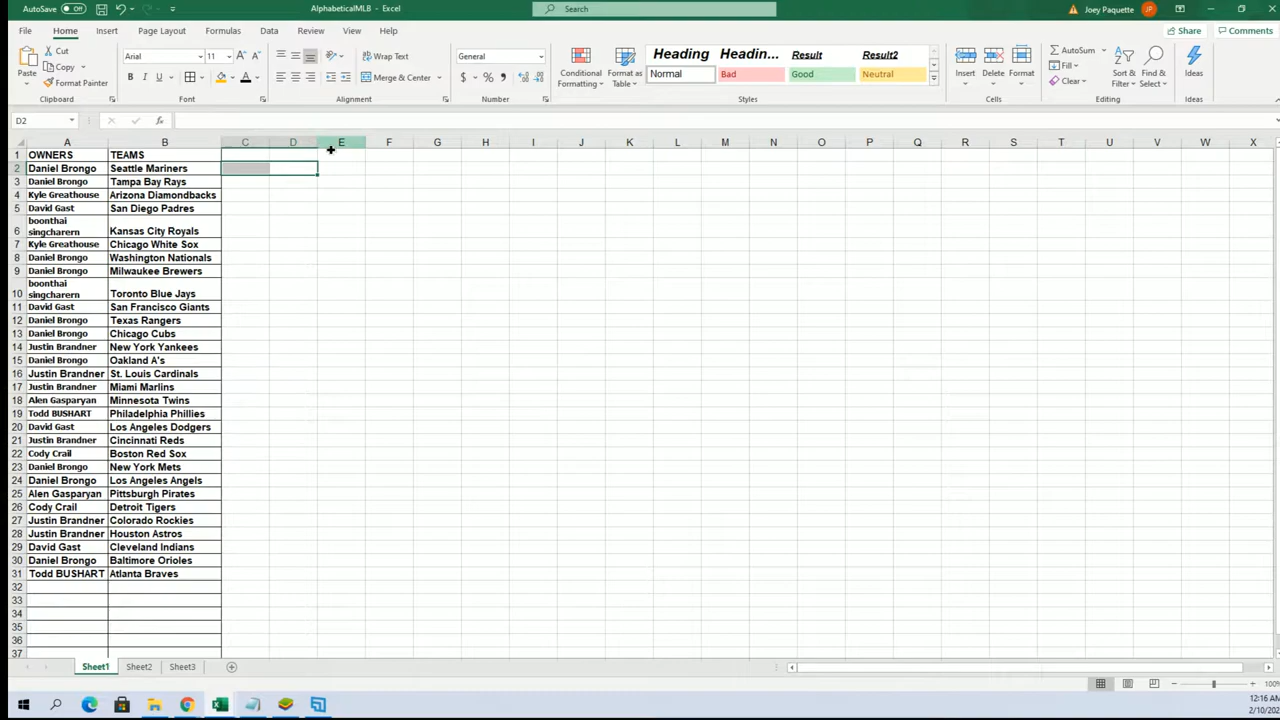 AutoSave Off AlphabeticalMLB - Excel Search Joey Paquette JP
File Home Insert Page Layout Formulas Data Review View Help Share Comments
Paste Cut Copy Format Painter Clipboard
Arial 11 A A B I U A Font
Wrap Text Merge & Center Alignment
General $ % Number
Conditional Formatting Format as Table
Heading Headin... Result Result2
Normal Bad Good Neutral
Styles
Insert Delete Format Cells
AutoSum Fill Clear Sort & Filter Find & Select Editing
Ideas Ideas
D2 fx
A B C D E F G H I J K L M N O P Q R S T U V W X
1 OWNERS TEAMS
2 Daniel Brongo Seattle Mariners
3 Daniel Brongo Tampa Bay Rays
4 Kyle Greathouse Arizona Diamondbacks
5 David Gast San Diego Padres
6 boonthai singcharern Kansas City Royals
7 Kyle Greathouse Chicago White Sox
8 Daniel Brongo Washington Nationals
9 Daniel Brongo Milwaukee Brewers
10 boonthai singcharern Toronto Blue Jays
11 David Gast San Francisco Giants
12 Daniel Brongo Texas Rangers
13 Daniel Brongo Chicago Cubs
14 Justin Brandner New York Yankees
15 Daniel Brongo Oakland A's
16 Justin Brandner St. Louis Cardinals
17 Justin Brandner Miami Marlins
18 Alen Gasparyan Minnesota Twins
19 Todd BUSHART Philadelphia Phillies
20 David Gast Los Angeles Dodgers
21 Justin Brandner Cincinnati Reds
22 Cody Crail Boston Red Sox
23 Daniel Brongo New York Mets
24 Daniel Brongo Los Angeles Angels
25 Alen Gasparyan Pittsburgh Pirates
26 Cody Crail Detroit Tigers
27 Justin Brandner Colorado Rockies
28 Justin Brandner Houston Astros
29 David Gast Cleveland Indians
30 Daniel Brongo Baltimore Orioles
31 Todd BUSHART Atlanta Braves
32
33
34
35
36
37
Sheet1 Sheet2 Sheet3
100%
12:16 AM
2/10/202